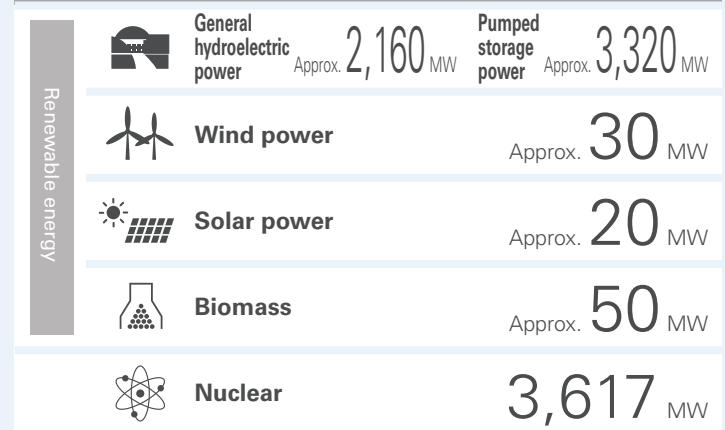 Renewable energy
General
hydroelectric
power Approx. 2,160 MW
Pumped
storage
power Approx. 3,320 MW
Wind power Approx. 30 MW
Solar power Approx. 20 MW
Biomass Approx. 50 MW
Nuclear 3,617 MW